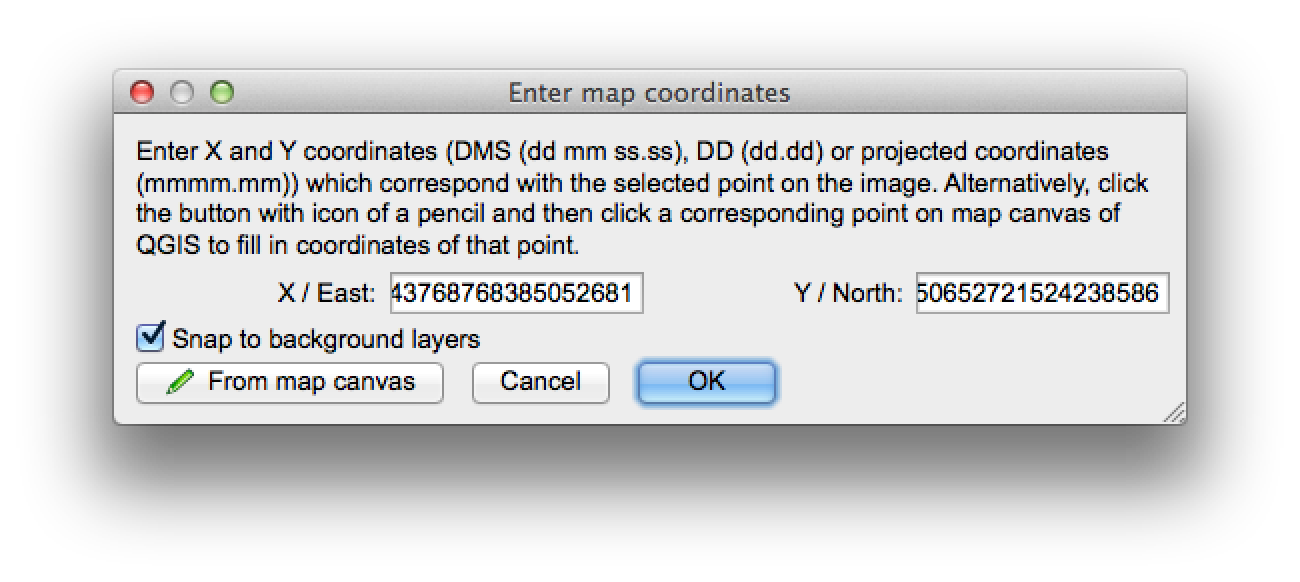 Enter map coordinates
Enter X and Y coordinates (DMS (dd mm ss.ss), DD (dd.dd) or projected coordinates
(mmmm.mm)) which correspond with the selected point on the image. Alternatively, click
the button with icon of a pencil and then click a corresponding point on map canvas of
QGIS to fill in coordinates of that point.
X / East: 43768768385052681 Y / North: 50652721524238586
Snap to background layers
From map canvas Cancel OK